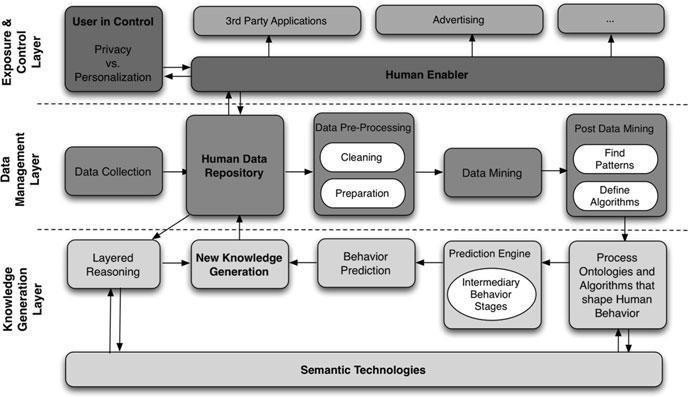 Exposure &
Control
Layer
User in Control
Privacy
vs.
Personalization
3rd Party Applications
Advertising
...
Human Enabler
Data
Management
Layer
Data Collection
Human Data
Repository
Data Pre-Processing
Cleaning
Preparation
Data Mining
Post Data Mining
Find
Patterns
Define
Algorithms
Knowledge
Generation
Layer
Layered
Reasoning
New Knowledge
Generation
Behavior
Prediction
Prediction Engine
Intermediary
Behavior
Stages
Process
Ontologies and
Algorithms that
shape Human
Behavior
Semantic Technologies